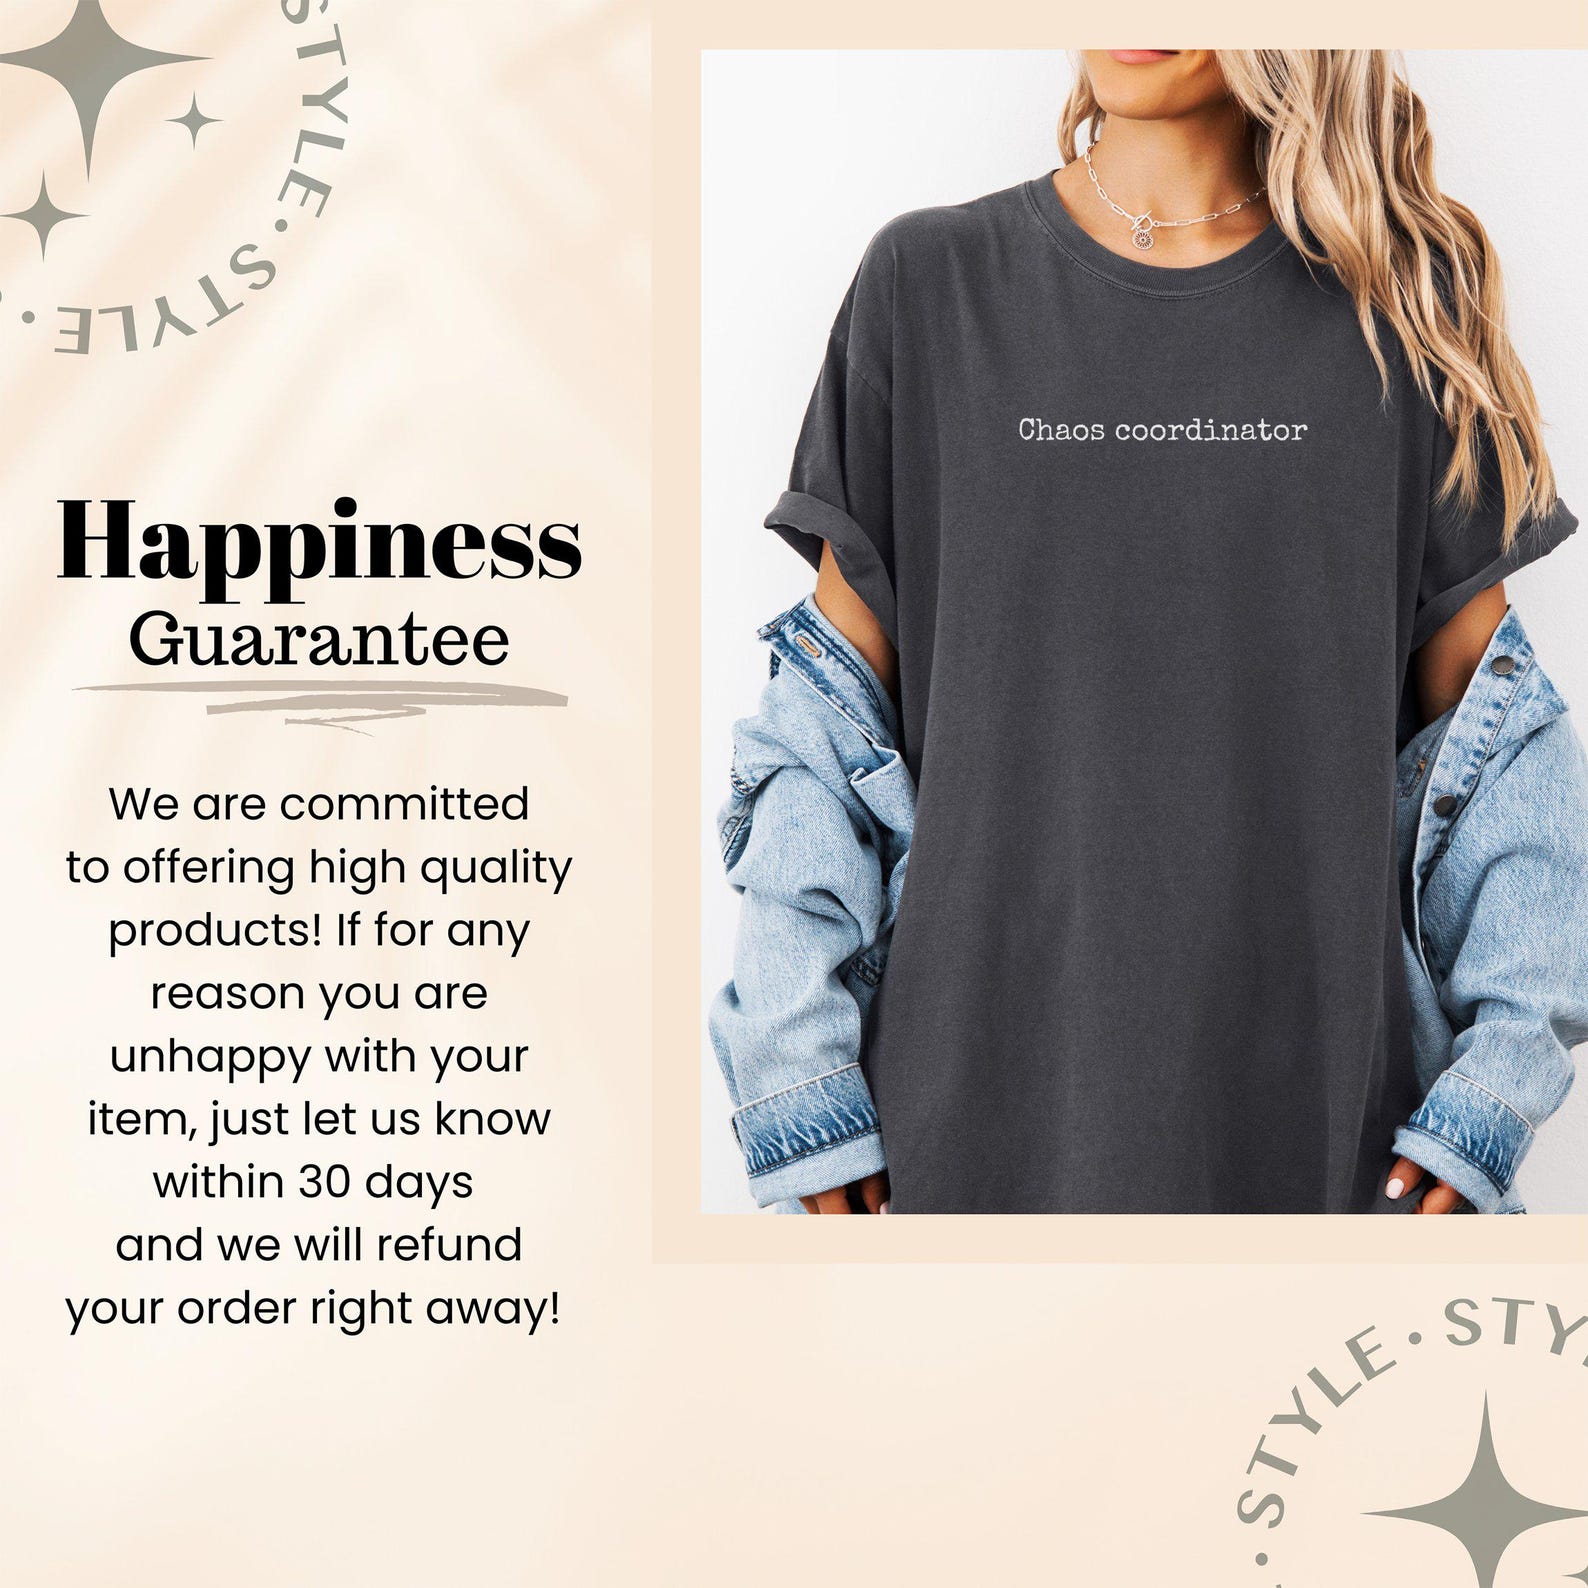 STYLE • STYLE • STYLE •
Happiness
Guarantee
We are committed
to offering high quality
products! If for any
reason you are
unhappy with your
item, just let us know
within 30 days
and we will refund
your order right away!
Chaos coordinator
• STYLE • STYLE